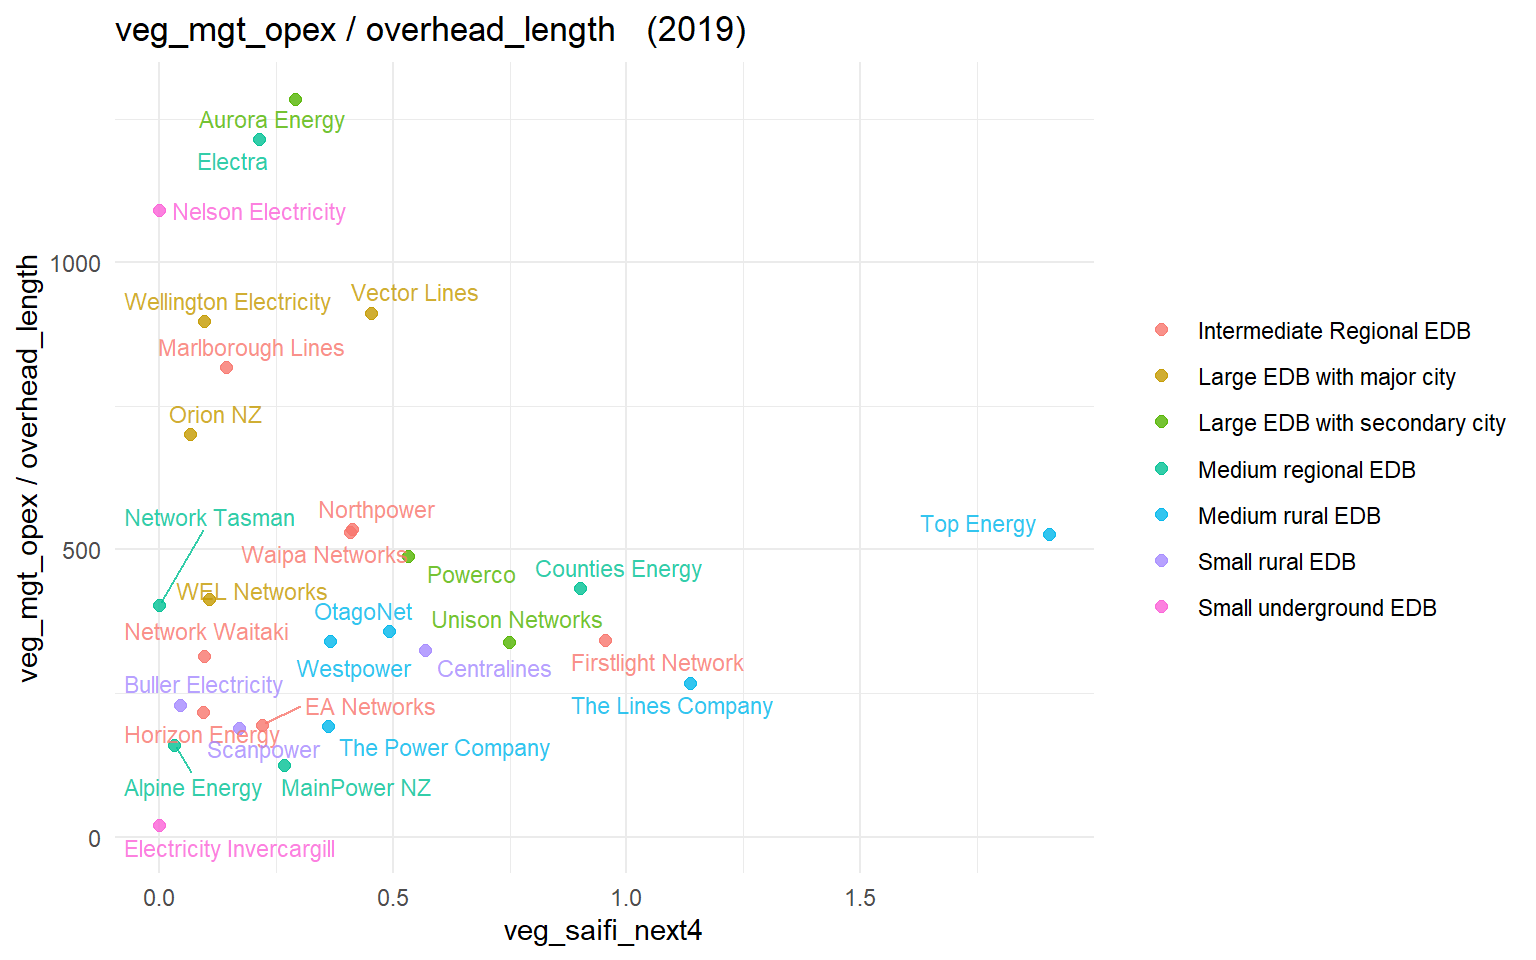 veg_mgt_opex / overhead_length   (2019)
Aurora Energy
Electra
Nelson Electricity
Wellington Electricity
Vector Lines
Marlborough Lines
Orion NZ
Northpower
Network Tasman
Top Energy
Waipa Networks
Powerco
Counties Energy
WEL Networks
OtagoNet
Unison Networks
Network Waitaki
Westpower
Centralines
Firstlight Network
Buller Electricity
EA Networks
The Lines Company
Horizon Energy
Scanpower
The Power Company
Alpine Energy
MainPower NZ
Electricity Invercargill
veg_mgt_opex / overhead_length
1000
500
0
0.0
0.5
1.0
1.5
veg_saifi_next4
Intermediate Regional EDB
Large EDB with major city
Large EDB with secondary city
Medium regional EDB
Medium rural EDB
Small rural EDB
Small underground EDB